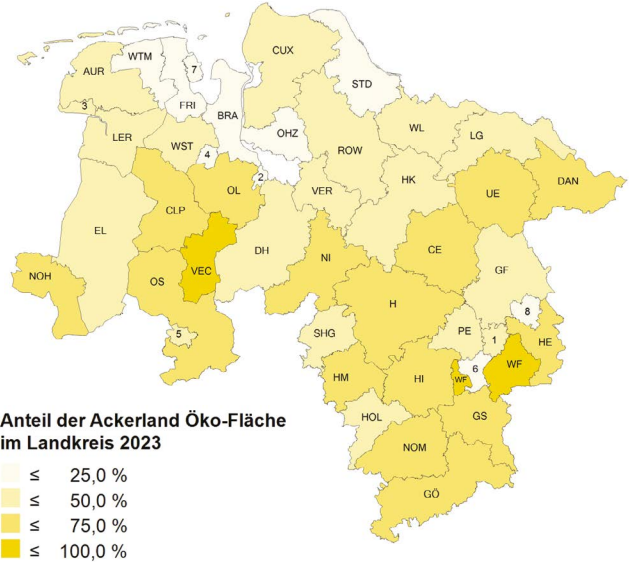 CUX
WTM
AUR
7
STD
3
FRI
BRA
OHZ
WL
LG
LER
WST
ROW
4
2
HK
OL
VER
UE
DAN
CLP
EL
DH
CE
NI
GF
VEC
NOH
OS
H
8
SHG
PE
1
HE
5
6
WF
HM
HI
WF
HOL
GS
NOM
GÖ
Anteil der Ackerland Öko-Fläche
im Landkreis 2023
≤ 25,0 %
≤ 50,0 %
≤ 75,0 %
≤ 100,0 %